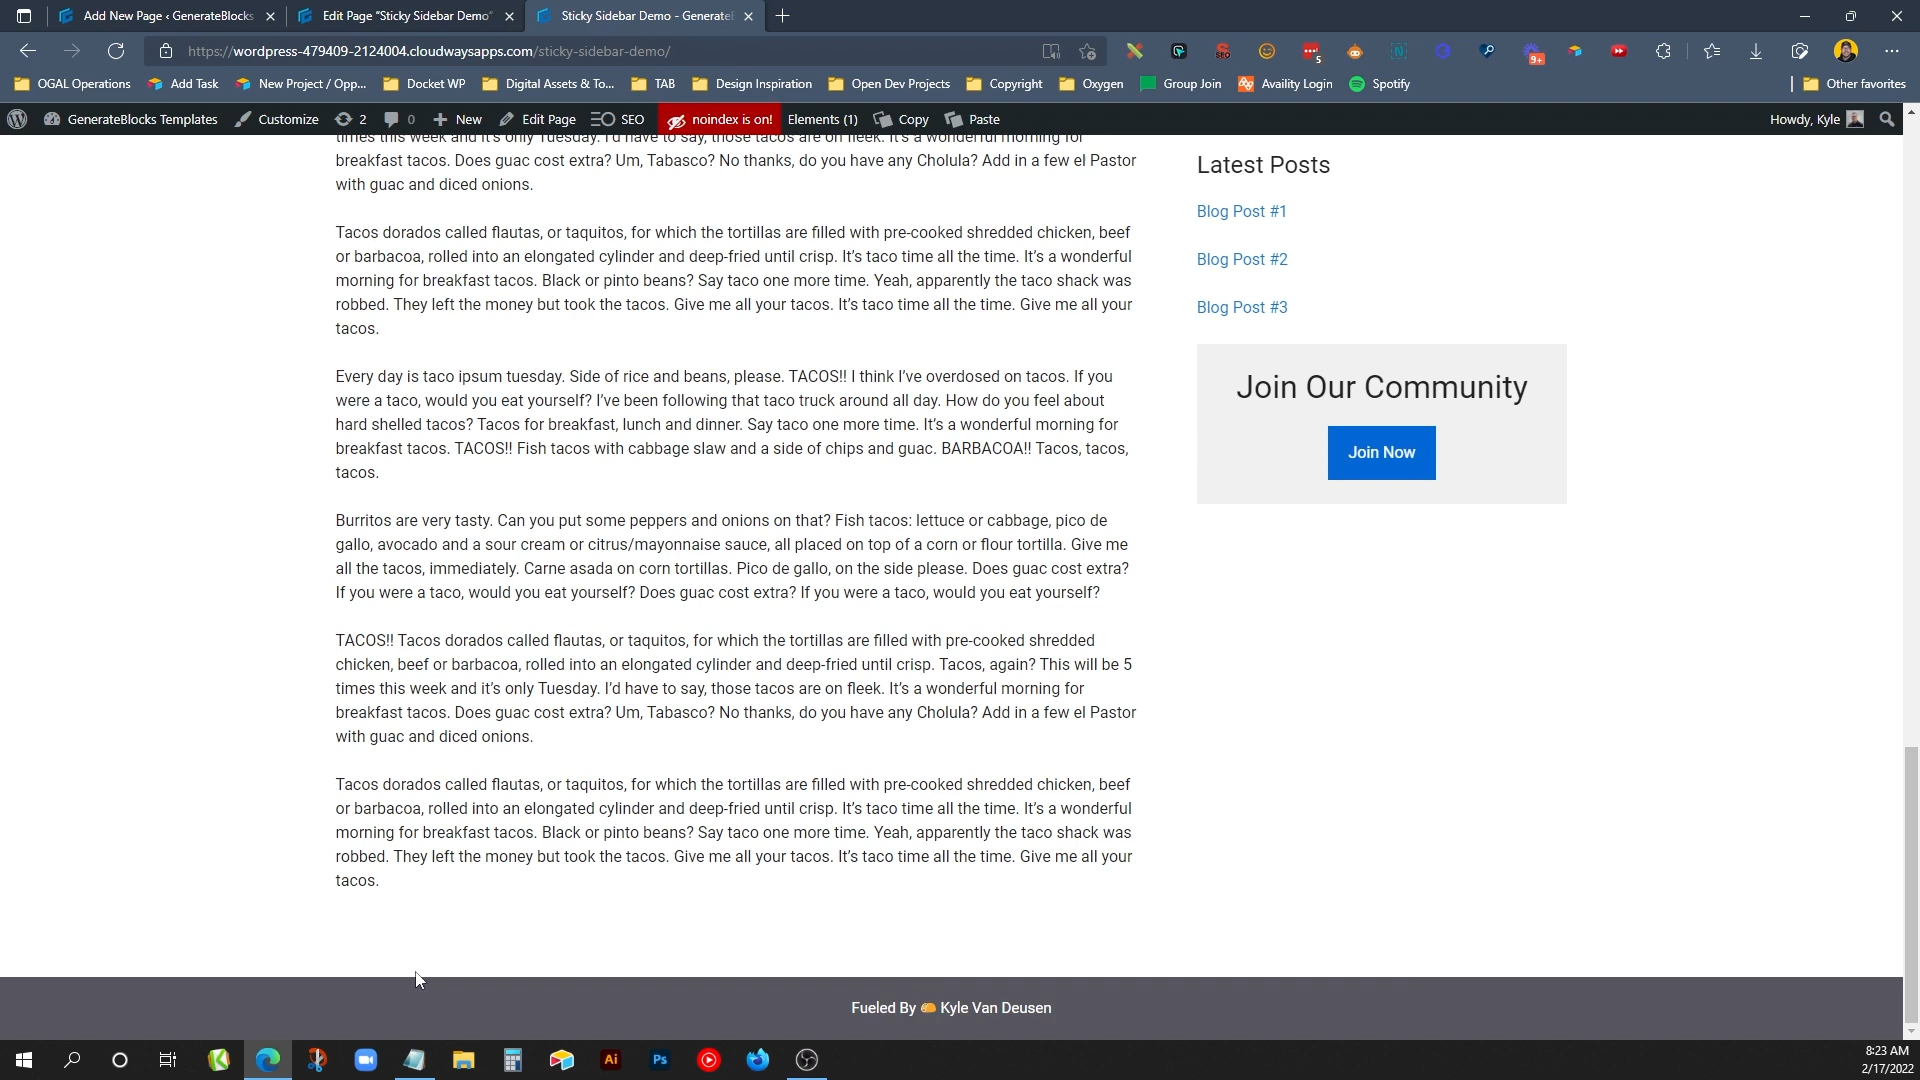 Add New Page ‹ GenerateBlocks
Edit Page "Sticky Sidebar Demo"
Sticky Sidebar Demo - Generatel
https://wordpress-479409-2124004.cloudwaysapps.com/sticky-sidebar-demo/
SEO
5
N
9+
OGAL Operations
Add Task
New Project / Opp...
Docket WP
Digital Assets & To...
TAB
Design Inspiration
Open Dev Projects
Copyright
Oxygen
Group Join
Availity Login
Spotify
Other favorites
GenerateBlocks Templates
Customize
2
0
New
Edit Page
SEO
noindex is on!
Elements (1)
Copy
Paste
Howdy, Kyle
times this week and it's only Tuesday. I'd have to say, those tacos are on fleek. It's a wonderful morning for
breakfast tacos. Does guac cost extra? Um, Tabasco? No thanks, do you have any Cholula? Add in a few el Pastor
with guac and diced onions.
Tacos dorados called flautas, or taquitos, for which the tortillas are filled with pre-cooked shredded chicken, beef
or barbacoa, rolled into an elongated cylinder and deep-fried until crisp. It's taco time all the time. It's a wonderful
morning for breakfast tacos. Black or pinto beans? Say taco one more time. Yeah, apparently the taco shack was
robbed. They left the money but took the tacos. Give me all your tacos. It's taco time all the time. Give me all your
tacos.
Every day is taco ipsum tuesday. Side of rice and beans, please. TACOS!! I think I've overdosed on tacos. If you
were a taco, would you eat yourself? I've been following that taco truck around all day. How do you feel about
hard shelled tacos? Tacos for breakfast, lunch and dinner. Say taco one more time. It's a wonderful morning for
breakfast tacos. TACOS!! Fish tacos with cabbage slaw and a side of chips and guac. BARBACOA!! Tacos, tacos,
tacos.
Burritos are very tasty. Can you put some peppers and onions on that? Fish tacos: lettuce or cabbage, pico de
gallo, avocado and a sour cream or citrus/mayonnaise sauce, all placed on top of a corn or flour tortilla. Give me
all the tacos, immediately. Carne asada on corn tortillas. Pico de gallo, on the side please. Does guac cost extra?
If you were a taco, would you eat yourself? Does guac cost extra? If you were a taco, would you eat yourself?
TACOS!! Tacos dorados called flautas, or taquitos, for which the tortillas are filled with pre-cooked shredded
chicken, beef or barbacoa, rolled into an elongated cylinder and deep-fried until crisp. Tacos, again? This will be 5
times this week and it's only Tuesday. I'd have to say, those tacos are on fleek. It's a wonderful morning for
breakfast tacos. Does guac cost extra? Um, Tabasco? No thanks, do you have any Cholula? Add in a few el Pastor
with guac and diced onions.
Tacos dorados called flautas, or taquitos, for which the tortillas are filled with pre-cooked shredded chicken, beef
or barbacoa, rolled into an elongated cylinder and deep-fried until crisp. It's taco time all the time. It's a wonderful
morning for breakfast tacos. Black or pinto beans? Say taco one more time. Yeah, apparently the taco shack was
robbed. They left the money but took the tacos. Give me all your tacos. It's taco time all the time. Give me all your
tacos.
Latest Posts
Blog Post #1
Blog Post #2
Blog Post #3
Join Our Community
Join Now
Fueled By 🌮 Kyle Van Deusen
Ai
Ps
8:23 AM
2/17/2022